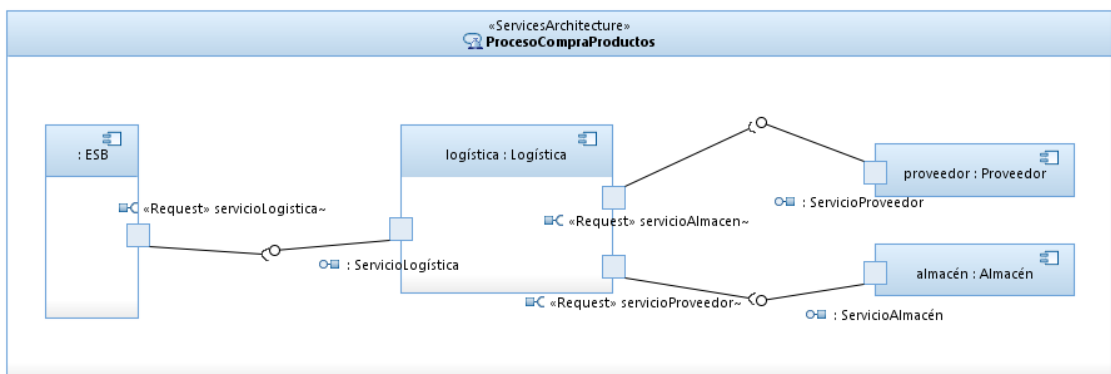 «ServicesArchitecture»
ProcesoCompraProductos
: ESB
logística : Logística
proveedor : Proveedor
«Request» servicioLogistica~
«Request» servicioAlmacen~
: ServicioProveedor
: ServicioLogística
almacén : Almacén
«Request» servicioProveedor~
: ServicioAlmacén